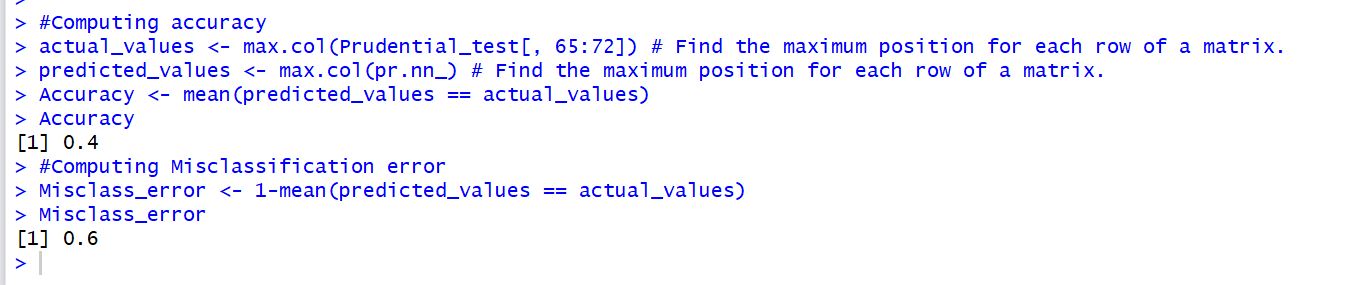 >
> #Computing accuracy
> actual_values <- max.col(Prudential_test[, 65:72]) # Find the maximum position for each row of a matrix.
> predicted_values <- max.col(pr.nn_) # Find the maximum position for each row of a matrix.
> Accuracy <- mean(predicted_values == actual_values)
> Accuracy
[1] 0.4
> #Computing Misclassification error
> Misclass_error <- 1-mean(predicted_values == actual_values)
> Misclass_error
[1] 0.6
>